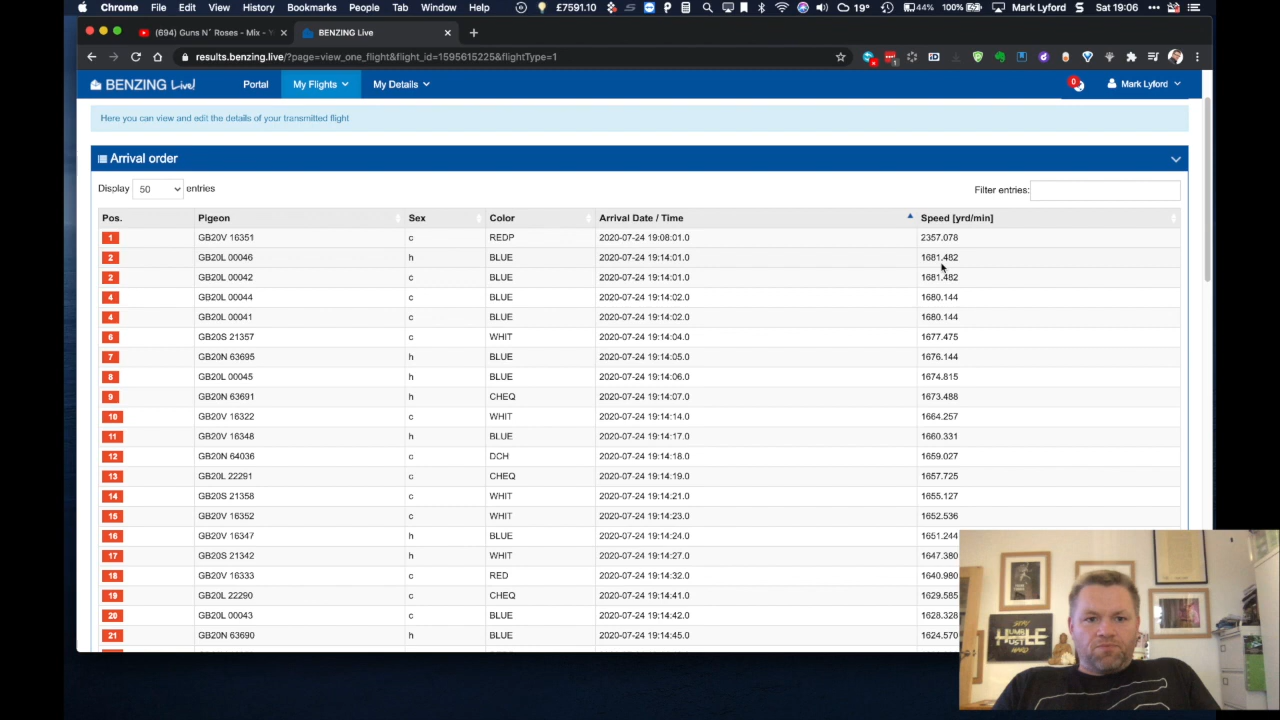 Chrome File Edit View History Bookmarks People Tab Window Help £7591.10 19° 44% 100% Mark Lyford Sat 19:06
(694) Guns N' Roses - Mix - Y BENZING Live
results.benzing.live/?page=view_one_flight&flight_id=1595615225&flightType=1
BENZING Live! Portal My Flights My Details 0 Mark Lyford
Here you can view and edit the details of your transmitted flight
Arrival order
Display 50 entries Filter entries:
Pos. Pigeon Sex Color Arrival Date / Time Speed [yrd/min]
1 GB20V 16351 c REDP 2020-07-24 19:08:01.0 2357.078
2 GB20L 00046 h BLUE 2020-07-24 19:14:01.0 1681.482
2 GB20L 00042 c BLUE 2020-07-24 19:14:01.0 1681.482
4 GB20L 00044 c BLUE 2020-07-24 19:14:02.0 1680.144
4 GB20L 00041 c BLUE 2020-07-24 19:14:02.0 1680.144
6 GB20S 21357 c WHIT 2020-07-24 19:14:04.0 1677.475
7 GB20N 63695 h BLUE 2020-07-24 19:14:05.0 1676.144
8 GB20L 00045 h BLUE 2020-07-24 19:14:06.0 1674.815
9 GB20N 63691 h CHEQ 2020-07-24 19:14:07.0 1673.488
10 GB20V 16322 c WHIT 2020-07-24 19:14:14.0 1664.257
11 GB20V 16348 h BLUE 2020-07-24 19:14:17.0 1660.331
12 GB20N 64036 c DCH 2020-07-24 19:14:18.0 1659.027
13 GB20L 22291 c CHEQ 2020-07-24 19:14:19.0 1657.725
14 GB20S 21358 c WHIT 2020-07-24 19:14:21.0 1655.127
15 GB20V 16352 c WHIT 2020-07-24 19:14:23.0 1652.536
16 GB20V 16347 h BLUE 2020-07-24 19:14:24.0 1651.244
17 GB20S 21342 h WHIT 2020-07-24 19:14:27.0 1647.380
18 GB20V 16333 c RED 2020-07-24 19:14:32.0 1640.980
19 GB20L 22290 c CHEQ 2020-07-24 19:14:41.0 1629.585
20 GB20L 00043 c BLUE 2020-07-24 19:14:42.0 1628.328
21 GB20N 63690 h BLUE 2020-07-24 19:14:45.0 1624.570
STAY
HUMBLE
HUSTLE
HARD